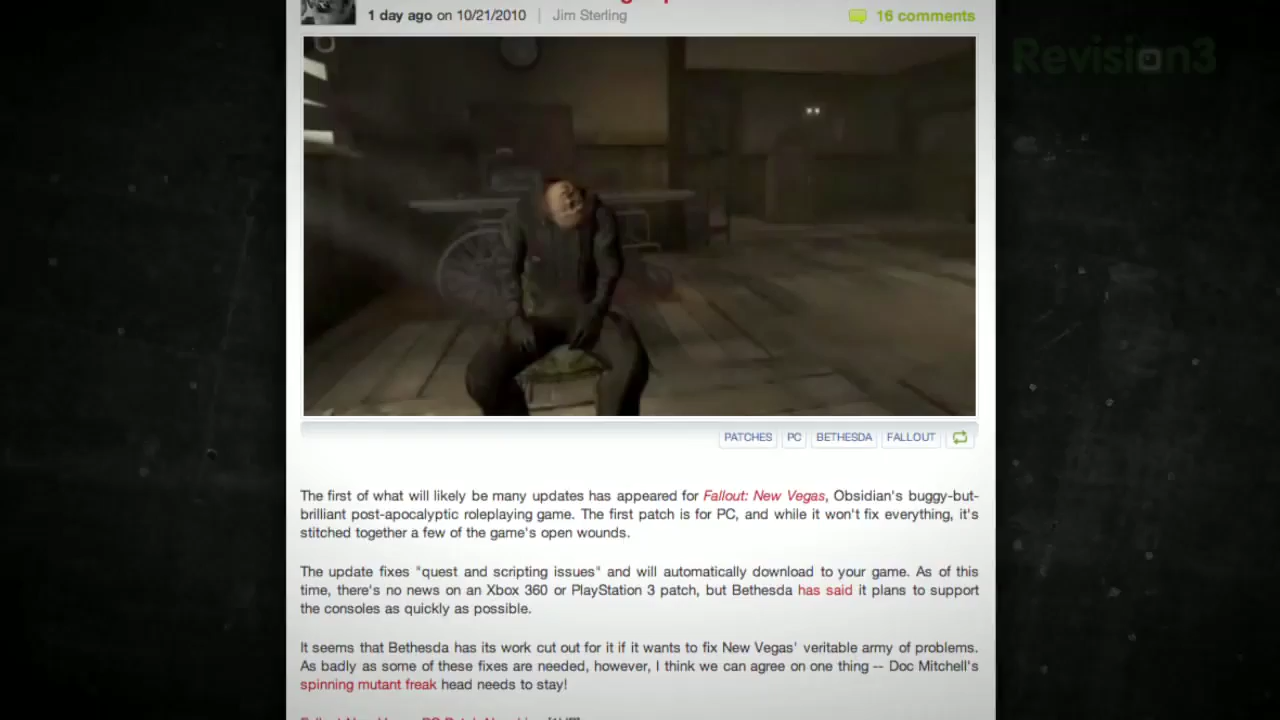 1 day ago on 10/21/2010 | Jim Sterling
16 comments
Revision3
PATCHES PC BETHESDA FALLOUT
The first of what will likely be many updates has appeared for Fallout: New Vegas, Obsidian's buggy-but-
brilliant post-apocalyptic roleplaying game. The first patch is for PC, and while it won't fix everything, it's
stitched together a few of the game's open wounds.
The update fixes "quest and scripting issues" and will automatically download to your game. As of this
time, there's no news on an Xbox 360 or PlayStation 3 patch, but Bethesda has said it plans to support
the consoles as quickly as possible.
It seems that Bethesda has its work cut out for it if it wants to fix New Vegas' veritable army of problems.
As badly as some of these fixes are needed, however, I think we can agree on one thing -- Doc Mitchell's
spinning mutant freak head needs to stay!